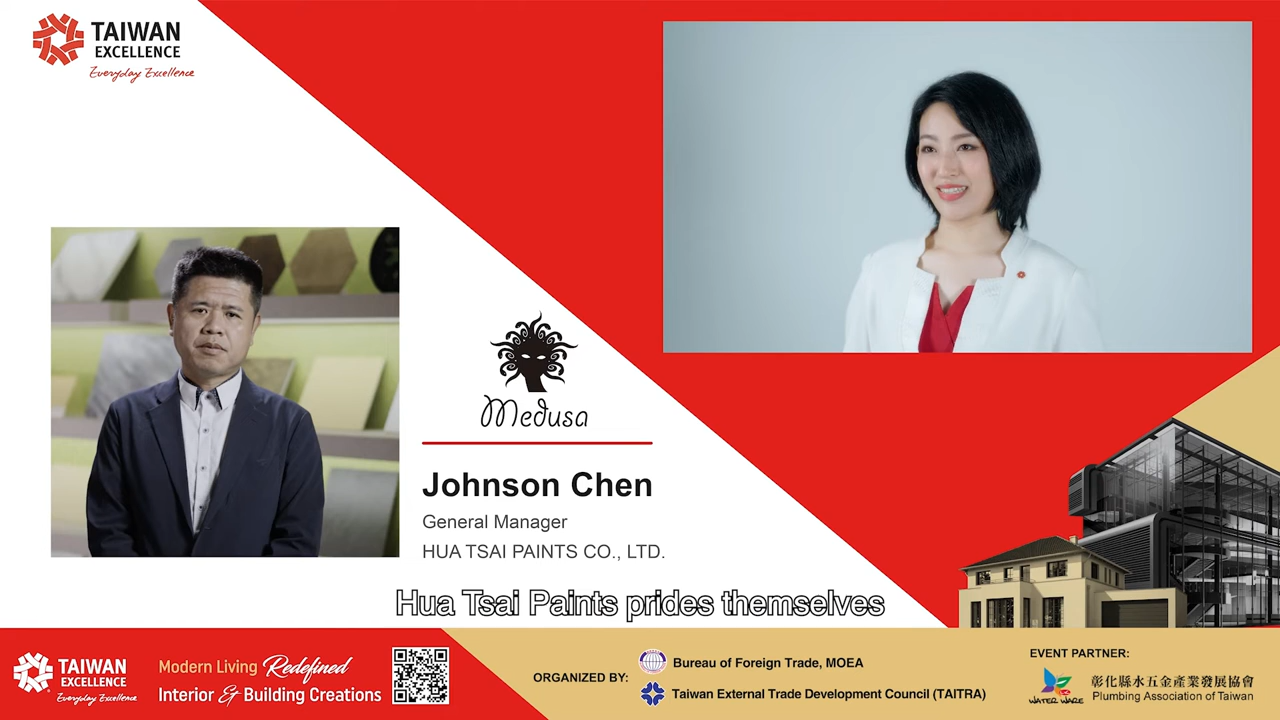 TAIWAN
EXCELLENCE
Everyday Excellence
Medusa
Johnson Chen
General Manager
HUA TSAI PAINTS CO., LTD.
Hua Tsai Paints prides themselves
TAIWAN
EXCELLENCE
Everyday Excellence
Modern Living Redefined
Interior & Building Creations
ORGANIZED BY:
Bureau of Foreign Trade, MOEA
Taiwan External Trade Development Council (TAITRA)
EVENT PARTNER:
WATER WARE
彰化縣水五金產業發展協會
Plumbing Association of Taiwan